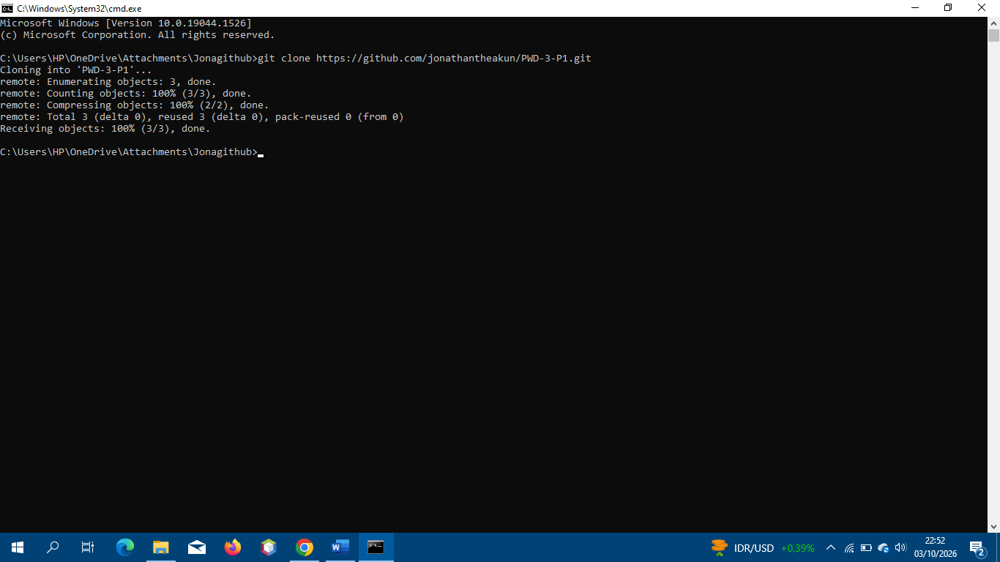 C:\Windows\System32\cmd.exe
Microsoft Windows [Version 10.0.19044.1526]
(c) Microsoft Corporation. All rights reserved.
C:\Users\HP\OneDrive\Attachments\Jonagithub>git clone https://github.com/jonathantheakun/PWD-3-P1.git
Cloning into 'PWD-3-P1'...
remote: Enumerating objects: 3, done.
remote: Counting objects: 100% (3/3), done.
remote: Compressing objects: 100% (2/2), done.
remote: Total 3 (delta 0), reused 3 (delta 0), pack-reused 0 (from 0)
Receiving objects: 100% (3/3), done.
C:\Users\HP\OneDrive\Attachments\Jonagithub>
IDR/USD +0,39%
22:52
03/10/2026
2